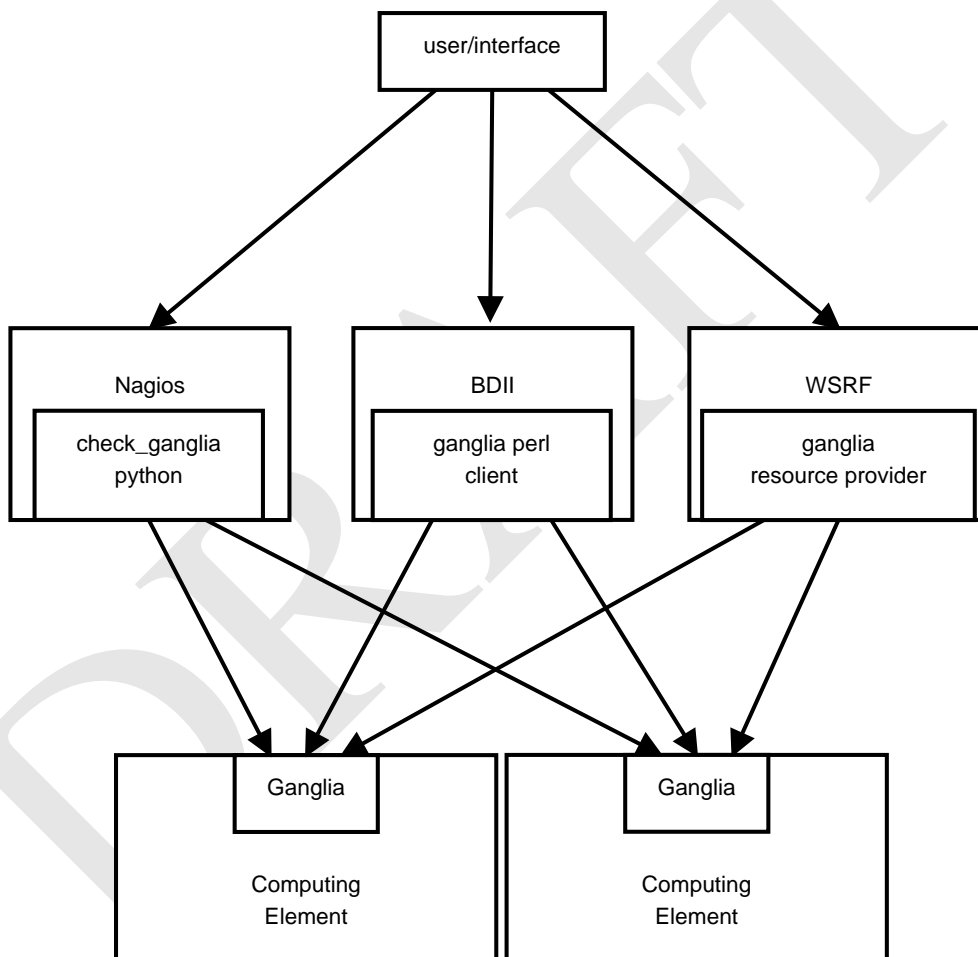 user/interface
Nagios
BDII
WSRF
check_ganglia
python
ganglia perl
client
ganglia
resource provider
Ganglia
Ganglia
Computing
Element
Computing
Element
DRAFT